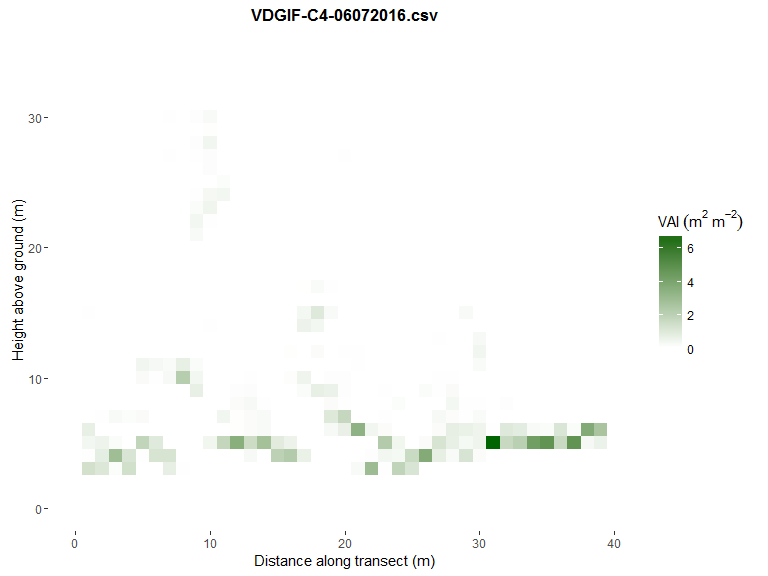 VDGIF-C4-06072016.csv
Height above ground (m)
30
20
10
0
0 10 20 30 40
Distance along transect (m)
VAI (m² m⁻²)
6
4
2
0